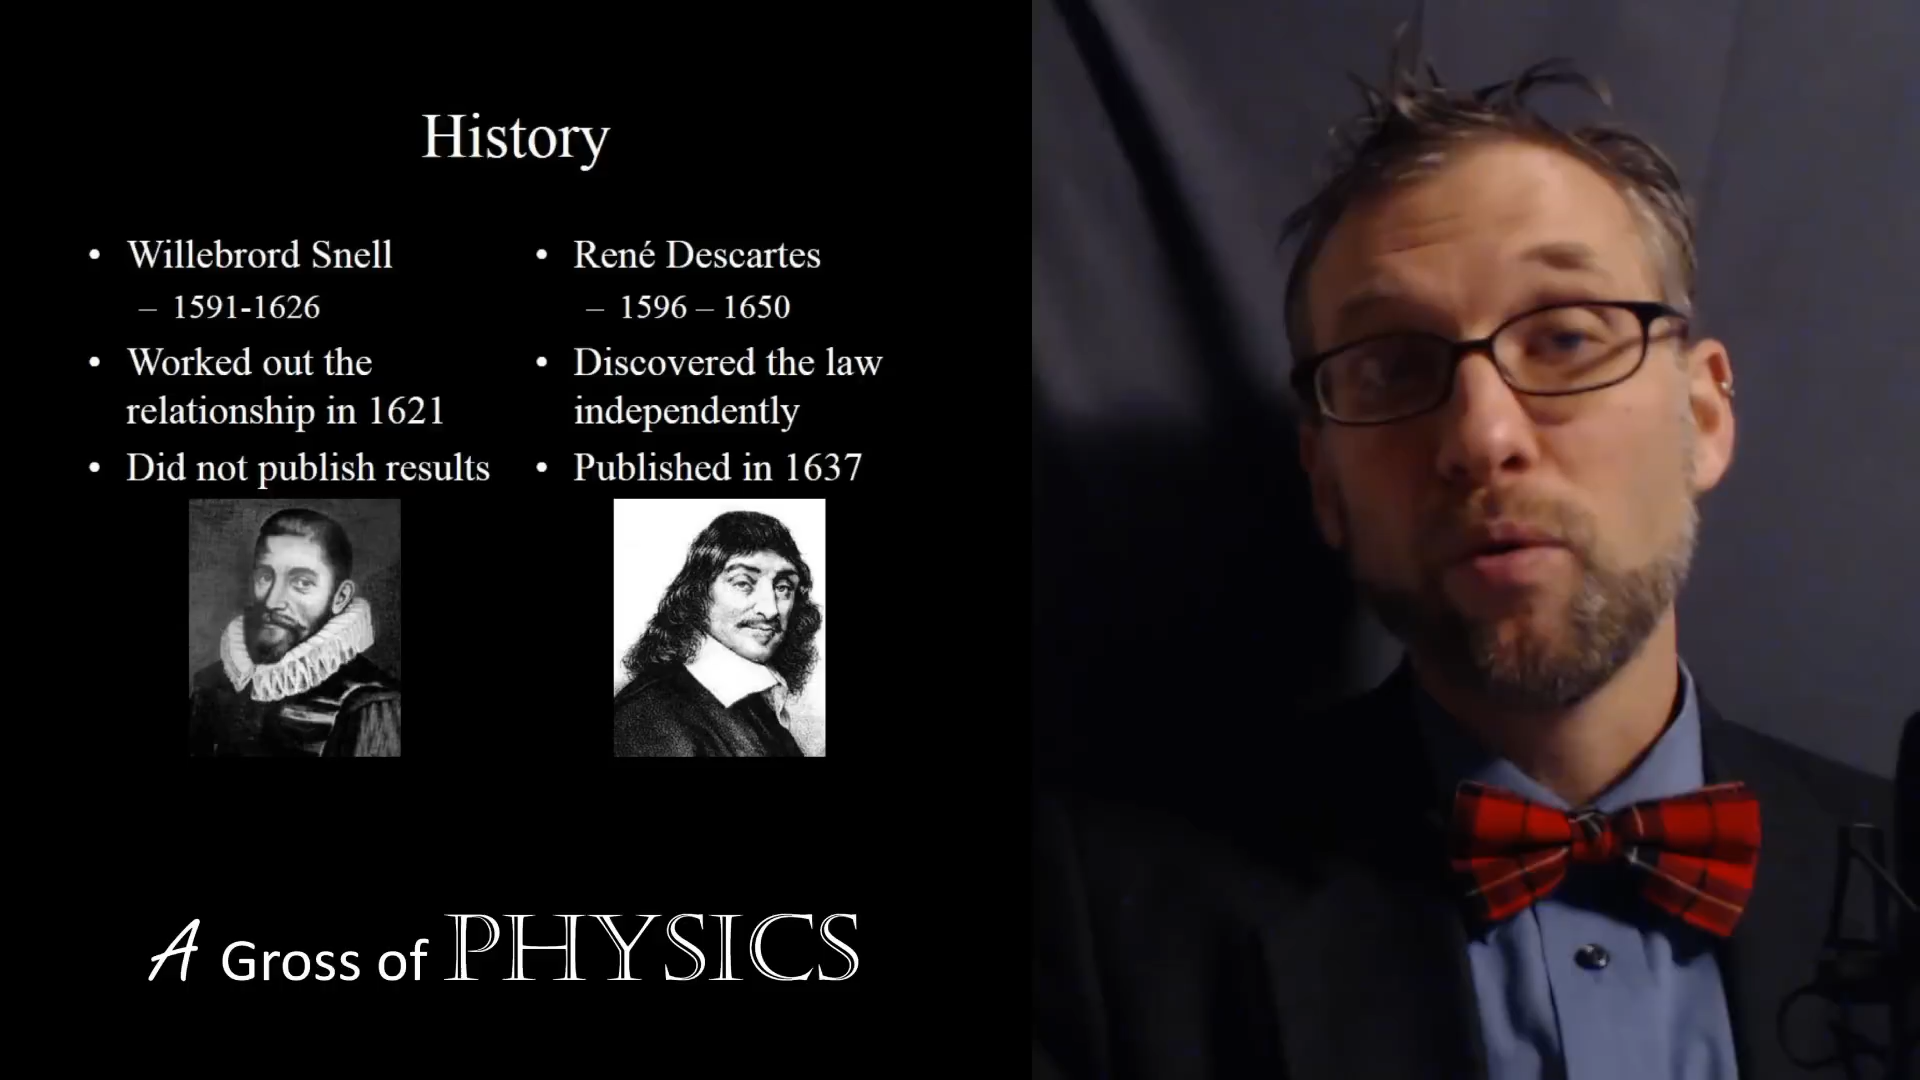 History
• Willebrord Snell
– 1591-1626
• Worked out the
relationship in 1621
• Did not publish results
• René Descartes
– 1596 – 1650
• Discovered the law
independently
• Published in 1637
A Gross of PHYSICS